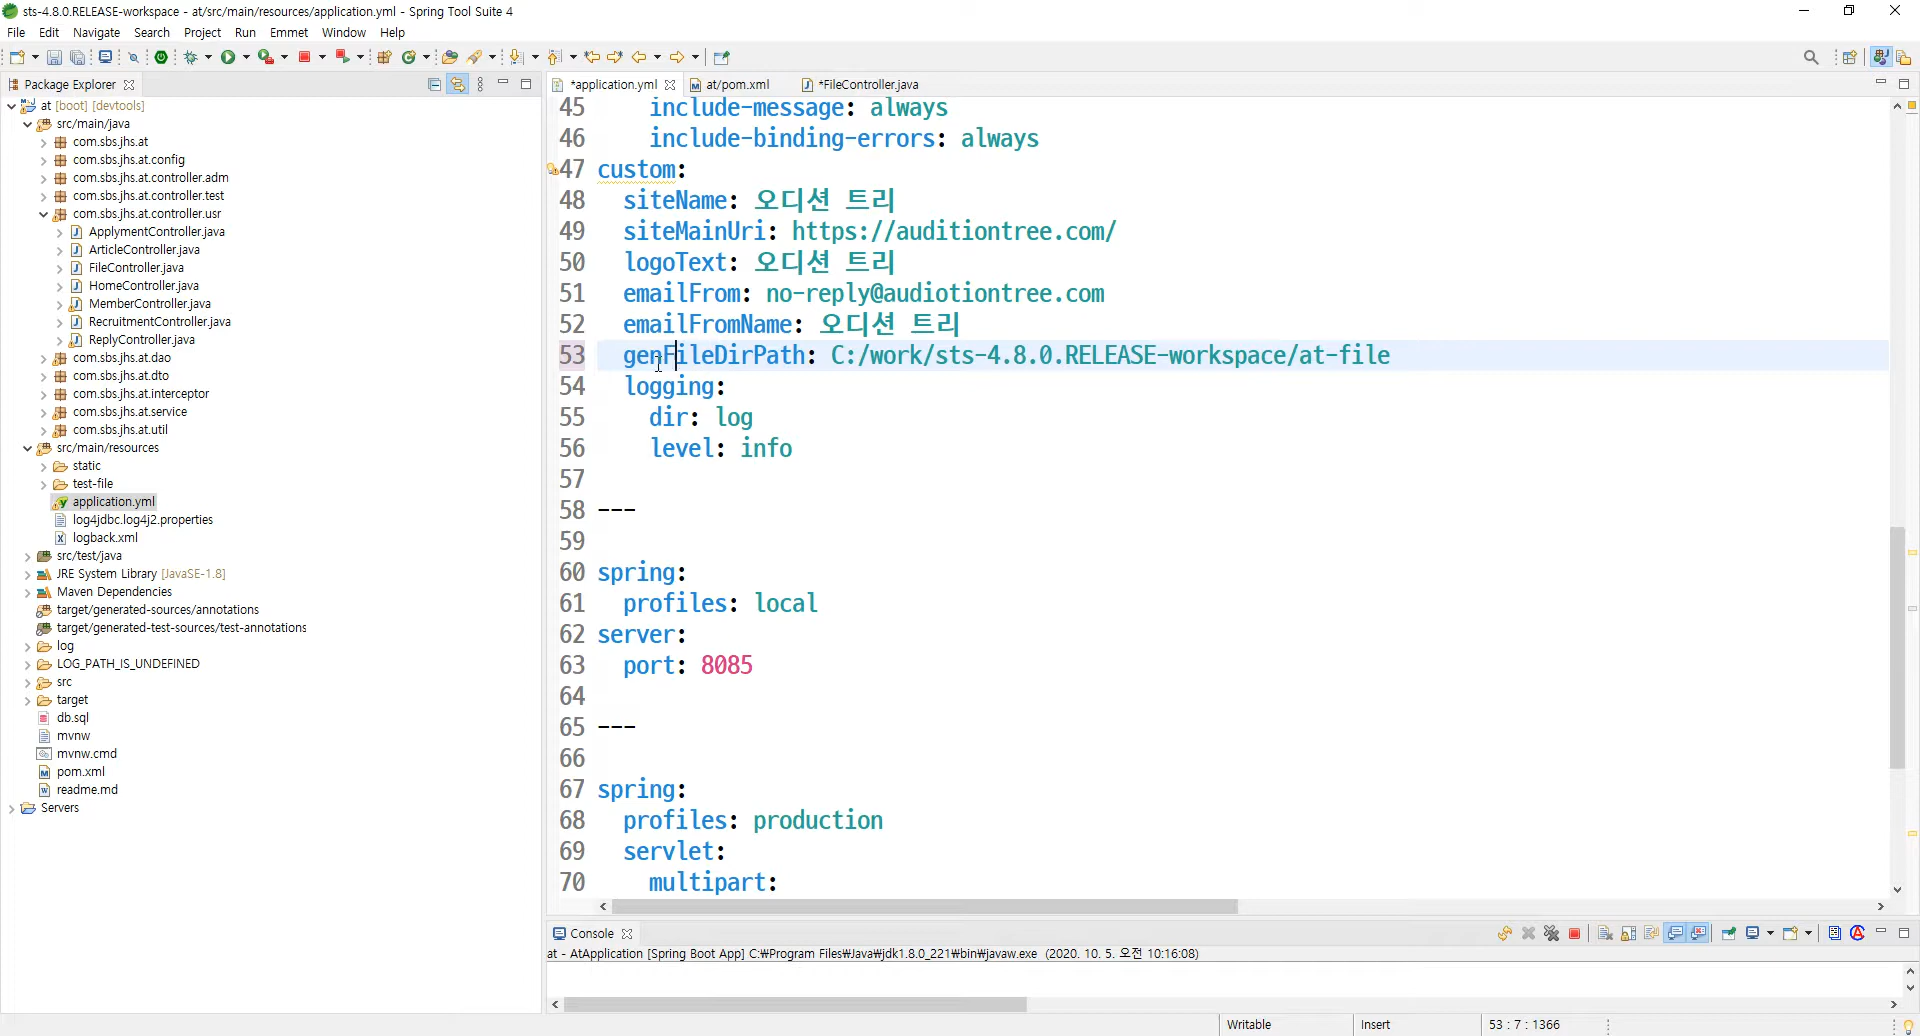 sts-4.8.0.RELEASE-workspace - at/src/main/resources/application.yml - Spring Tool Suite 4
File Edit Navigate Search Project Run Emmet Window Help
Package Explorer
at [boot] [devtools]
src/main/java
com.sbs.jhs.at
com.sbs.jhs.at.config
com.sbs.jhs.at.controller.adm
com.sbs.jhs.at.controller.test
com.sbs.jhs.at.controller.usr
ApplymentController.java
ArticleController.java
FileController.java
HomeController.java
MemberController.java
RecruitmentController.java
ReplyController.java
com.sbs.jhs.at.dao
com.sbs.jhs.at.dto
com.sbs.jhs.at.interceptor
com.sbs.jhs.at.service
com.sbs.jhs.at.util
src/main/resources
static
test-file
application.yml
log4jdbc.log4j2.properties
logback.xml
src/test/java
JRE System Library [JavaSE-1.8]
Maven Dependencies
target/generated-sources/annotations
target/generated-test-sources/test-annotations
log
LOG_PATH_IS_UNDEFINED
src
target
db.sql
mvnw
mvnw.cmd
pom.xml
readme.md
Servers
*application.yml at/pom.xml *FileController.java
45 include-message: always
46 include-binding-errors: always
47 custom:
48 siteName: 오디션 트리
49 siteMainUri: https://auditiontree.com/
50 logoText: 오디션 트리
51 emailFrom: no-reply@audiotiontree.com
52 emailFromName: 오디션 트리
53 genFileDirPath: C:/work/sts-4.8.0.RELEASE-workspace/at-file
54 logging:
55 dir: log
56 level: info
57
58 ---
59
60 spring:
61 profiles: local
62 server:
63 port: 8085
64
65 ---
66
67 spring:
68 profiles: production
69 servlet:
70 multipart:
Console
at - AtApplication [Spring Boot App] C:₩Program Files₩Java₩jdk1.8.0_221₩bin₩javaw.exe (2020. 10. 5. 오전 10:16:08)
Writable Insert 53 : 7 : 1366